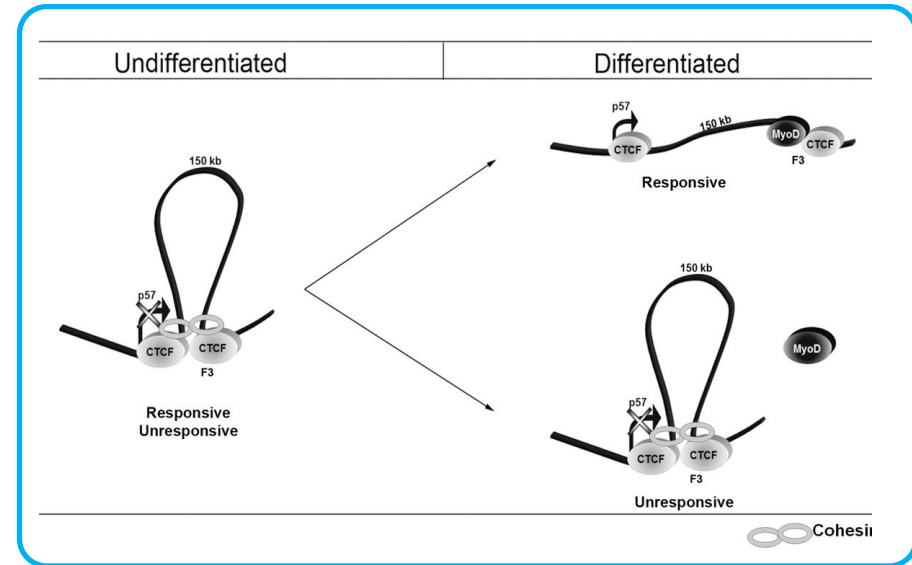 Undifferentiated
Differentiated
150 kb
p57
CTCF
CTCF
F3
Responsive
Unresponsive
p57
150 kb
CTCF
MyoD
CTCF
F3
Responsive
150 kb
MyoD
p57
CTCF
CTCF
F3
Unresponsive
Cohesi